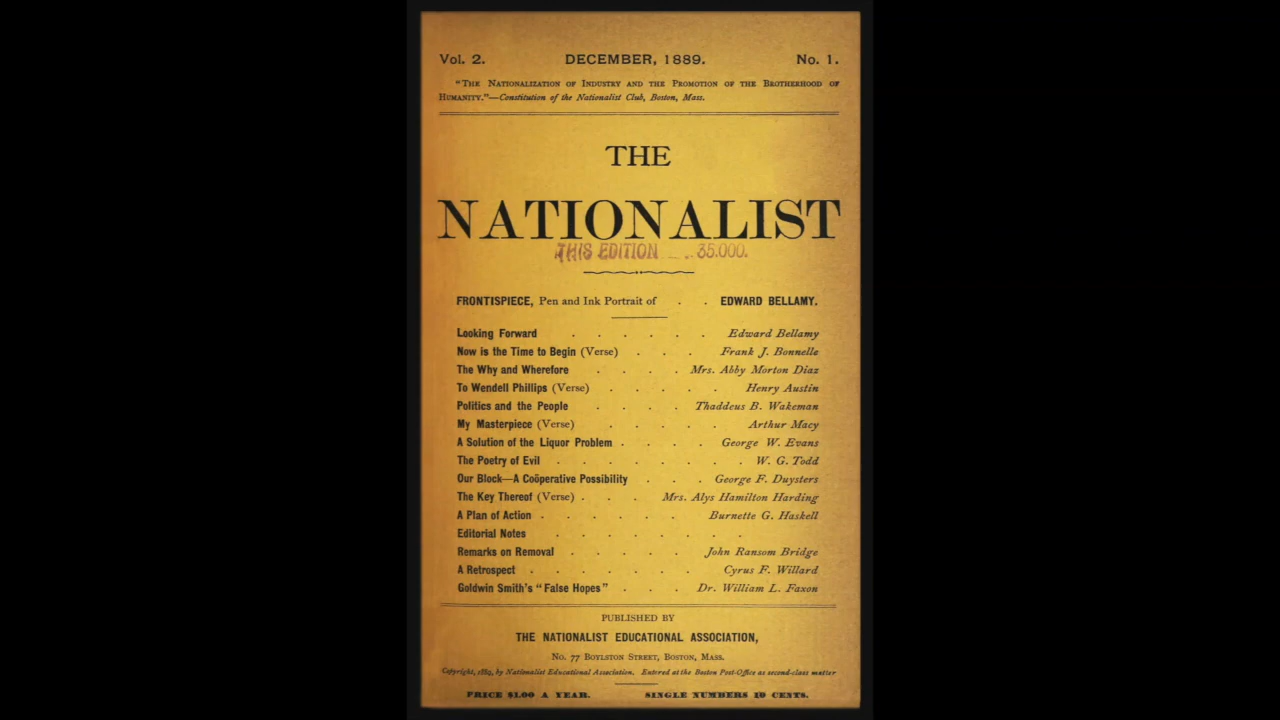 Vol. 2. DECEMBER, 1889. No. 1.
"THE NATIONALIZATION OF INDUSTRY AND THE PROMOTION OF THE BROTHERHOOD OF
HUMANITY."—Constitution of the Nationalist Club, Boston, Mass.
THE
NATIONALIST
THIS EDITION 35.000.
FRONTISPIECE, Pen and Ink Portrait of . . EDWARD BELLAMY.
Looking Forward . . . . . . Edward Bellamy
Now is the Time to Begin (Verse) . . . Frank J. Bonnelle
The Why and Wherefore . . . . Mrs. Abby Morton Diaz
To Wendell Phillips (Verse) . . . . . Henry Austin
Politics and the People . . . . Thaddeus B. Wakeman
My Masterpiece (Verse) . . . . . Arthur Macy
A Solution of the Liquor Problem . . . . George W. Evans
The Poetry of Evil . . . . . . . . W. G. Todd
Our Block—A Coöperative Possibility . . . George F. Duysters
The Key Thereof (Verse) . . . Mrs. Alys Hamilton Harding
A Plan of Action . . . . . . Burnette G. Haskell
Editorial Notes . . . . . . . .
Remarks on Removal . . . . . John Ransom Bridge
A Retrospect . . . . . . . Cyrus F. Willard
Goldwin Smith's "False Hopes" . . . Dr. William L. Faxon
PUBLISHED BY
THE NATIONALIST EDUCATIONAL ASSOCIATION,
NO. 77 BOYLSTON STREET, BOSTON, MASS.
Copyright, 1889, by Nationalist Educational Association. Entered at the Boston Post-Office as second-class matter
PRICE $1.00 A YEAR. SINGLE NUMBERS 10 CENTS.